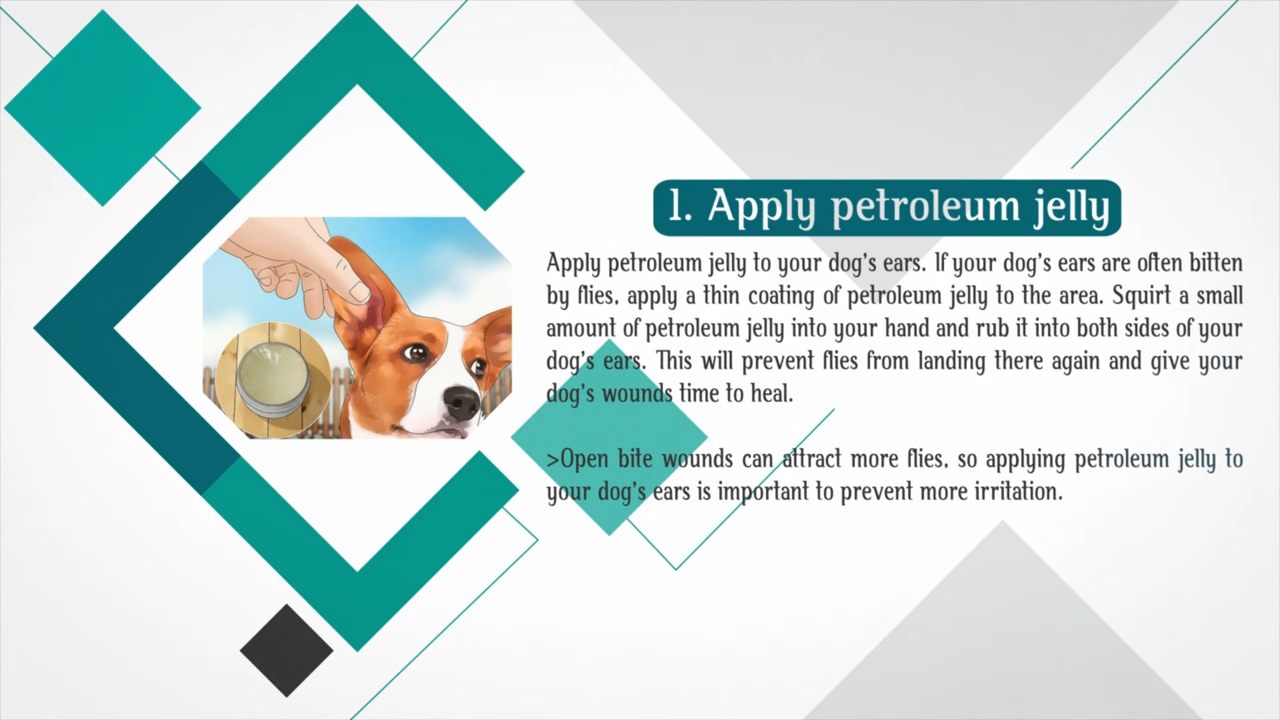 1. Apply petroleum jelly
Apply petroleum jelly to your dog's ears. If your dog's ears are often bitten
by flies, apply a thin coating of petroleum jelly to the area. Squirt a small
amount of petroleum jelly into your hand and rub it into both sides of your
dog's ears. This will prevent flies from landing there again and give your
dog's wounds time to heal.
>Open bite wounds can attract more flies, so applying petroleum jelly to
your dog's ears is important to prevent more irritation.